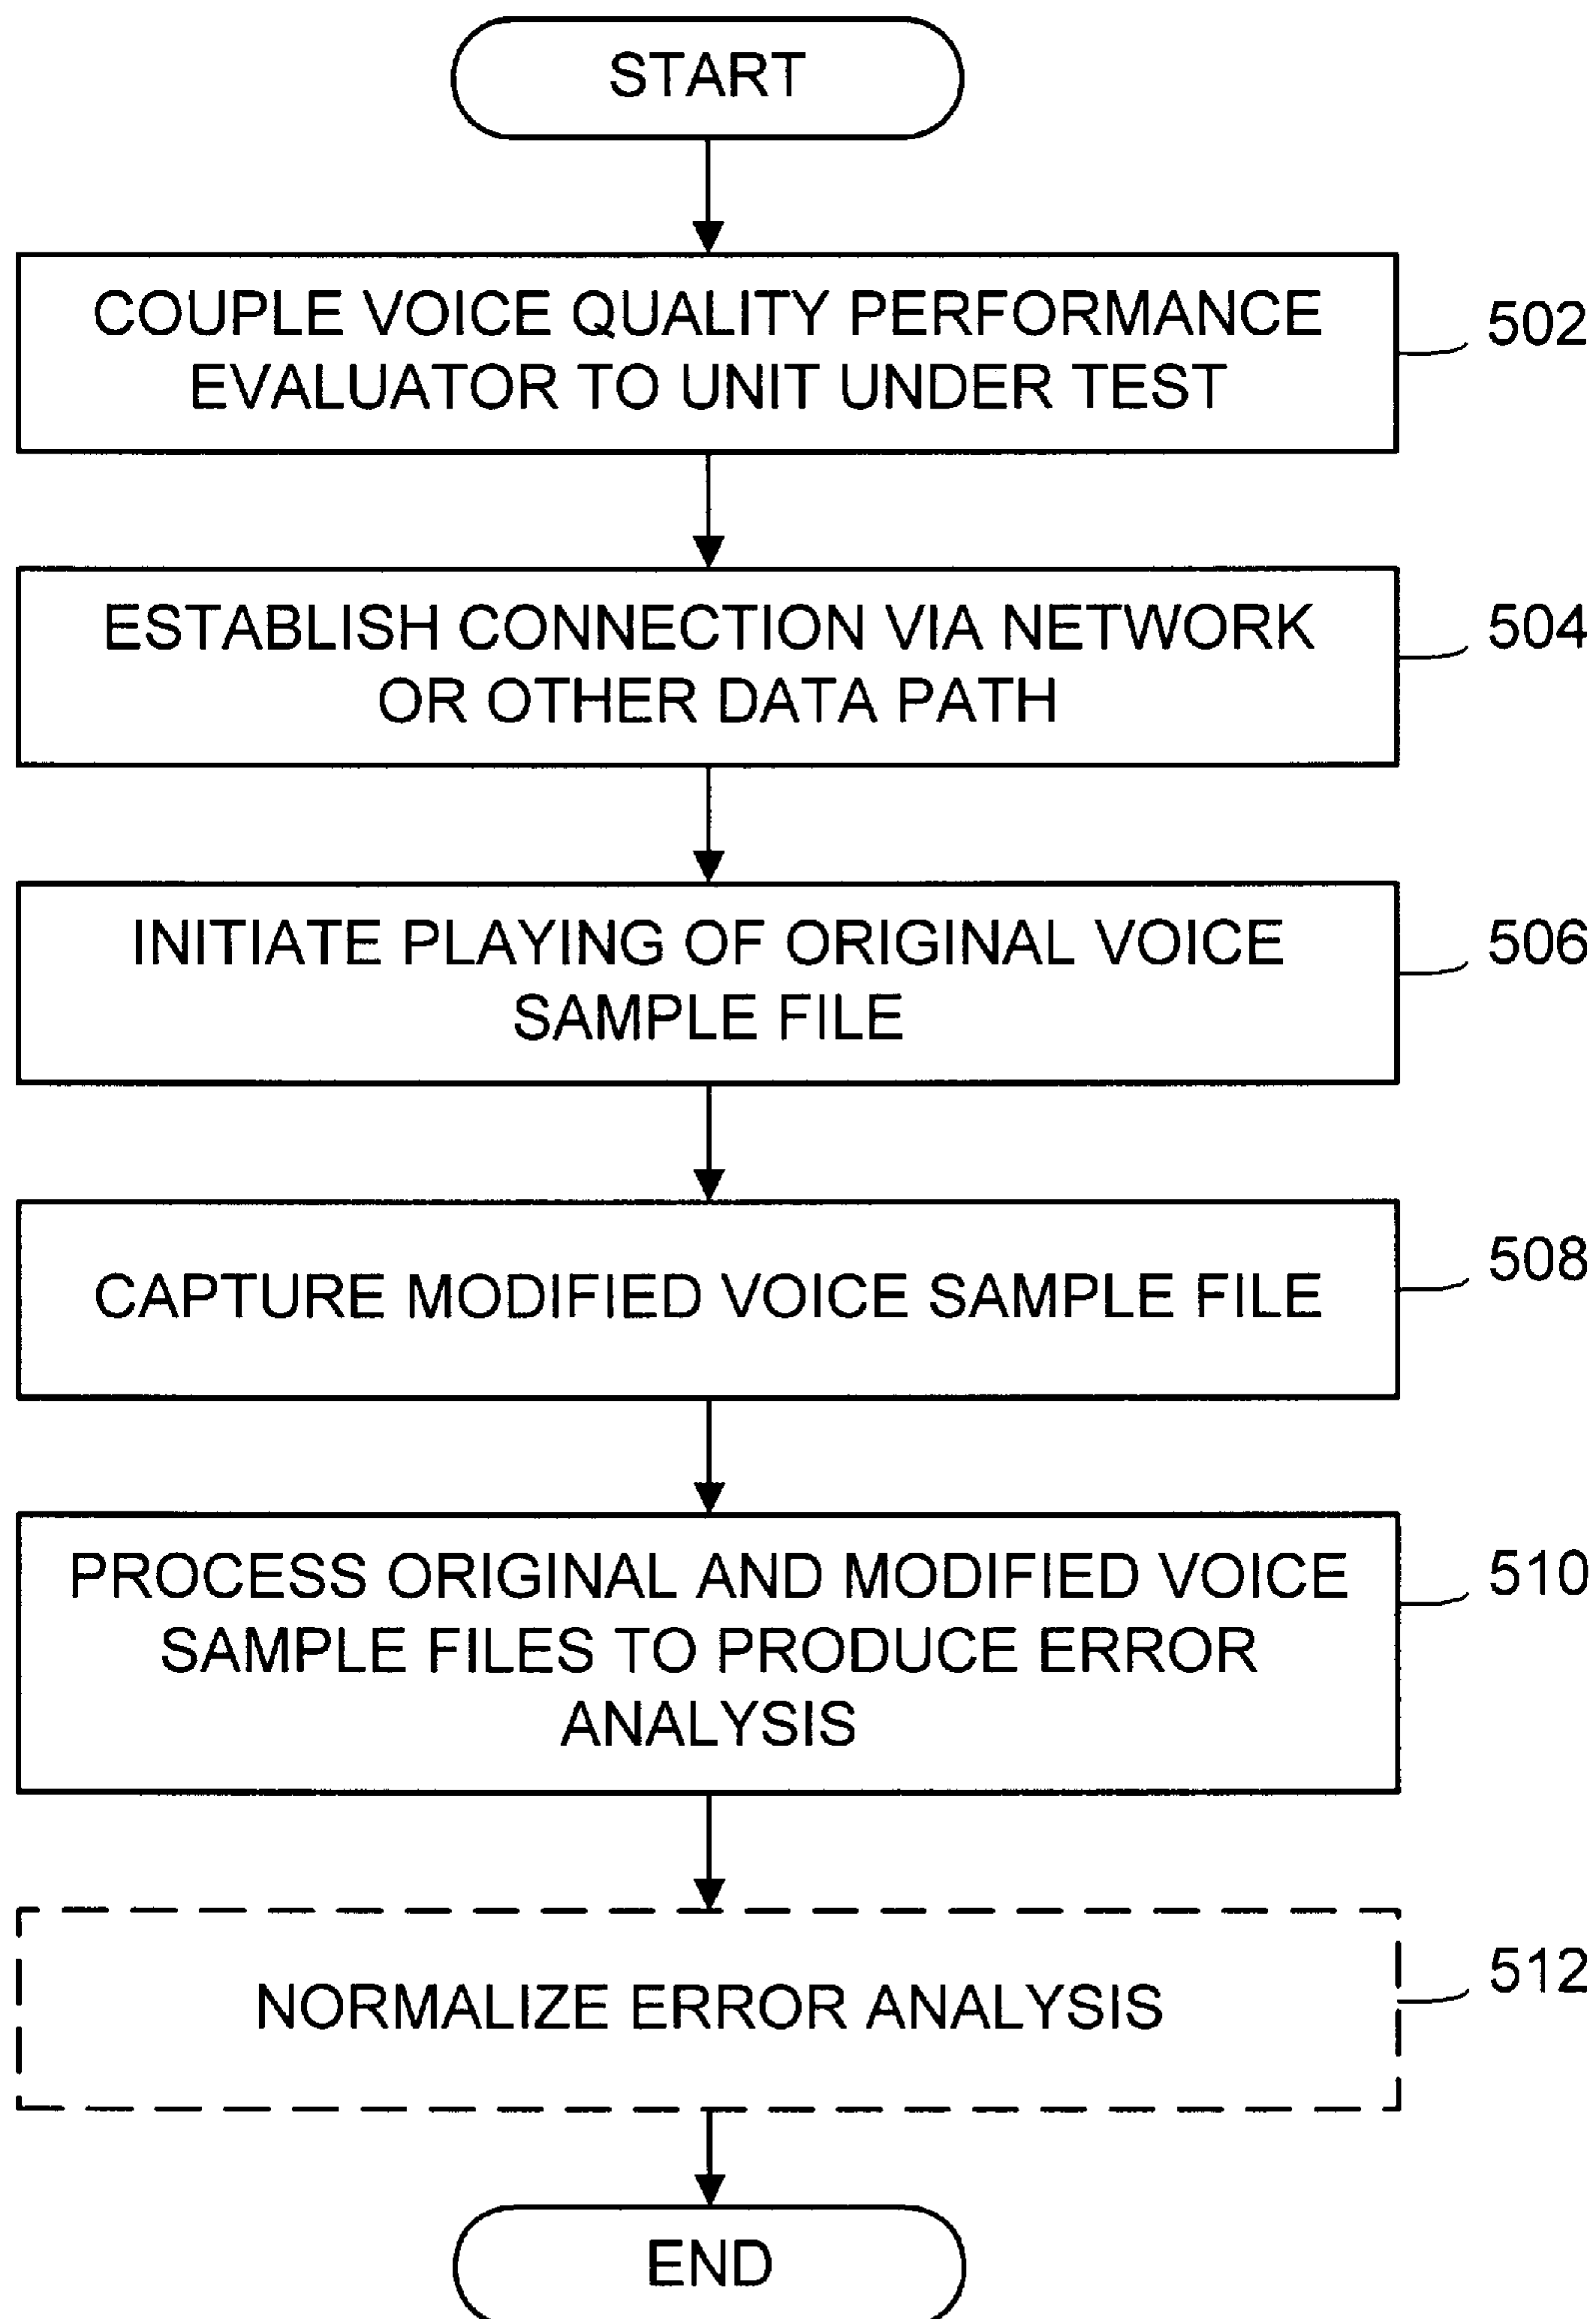 START
COUPLE VOICE QUALITY PERFORMANCE
EVALUATOR TO UNIT UNDER TEST
502
ESTABLISH CONNECTION VIA NETWORK
OR OTHER DATA PATH
504
INITIATE PLAYING OF ORIGINAL VOICE
SAMPLE FILE
506
CAPTURE MODIFIED VOICE SAMPLE FILE
508
PROCESS ORIGINAL AND MODIFIED VOICE
SAMPLE FILES TO PRODUCE ERROR
ANALYSIS
510
NORMALIZE ERROR ANALYSIS
512
END